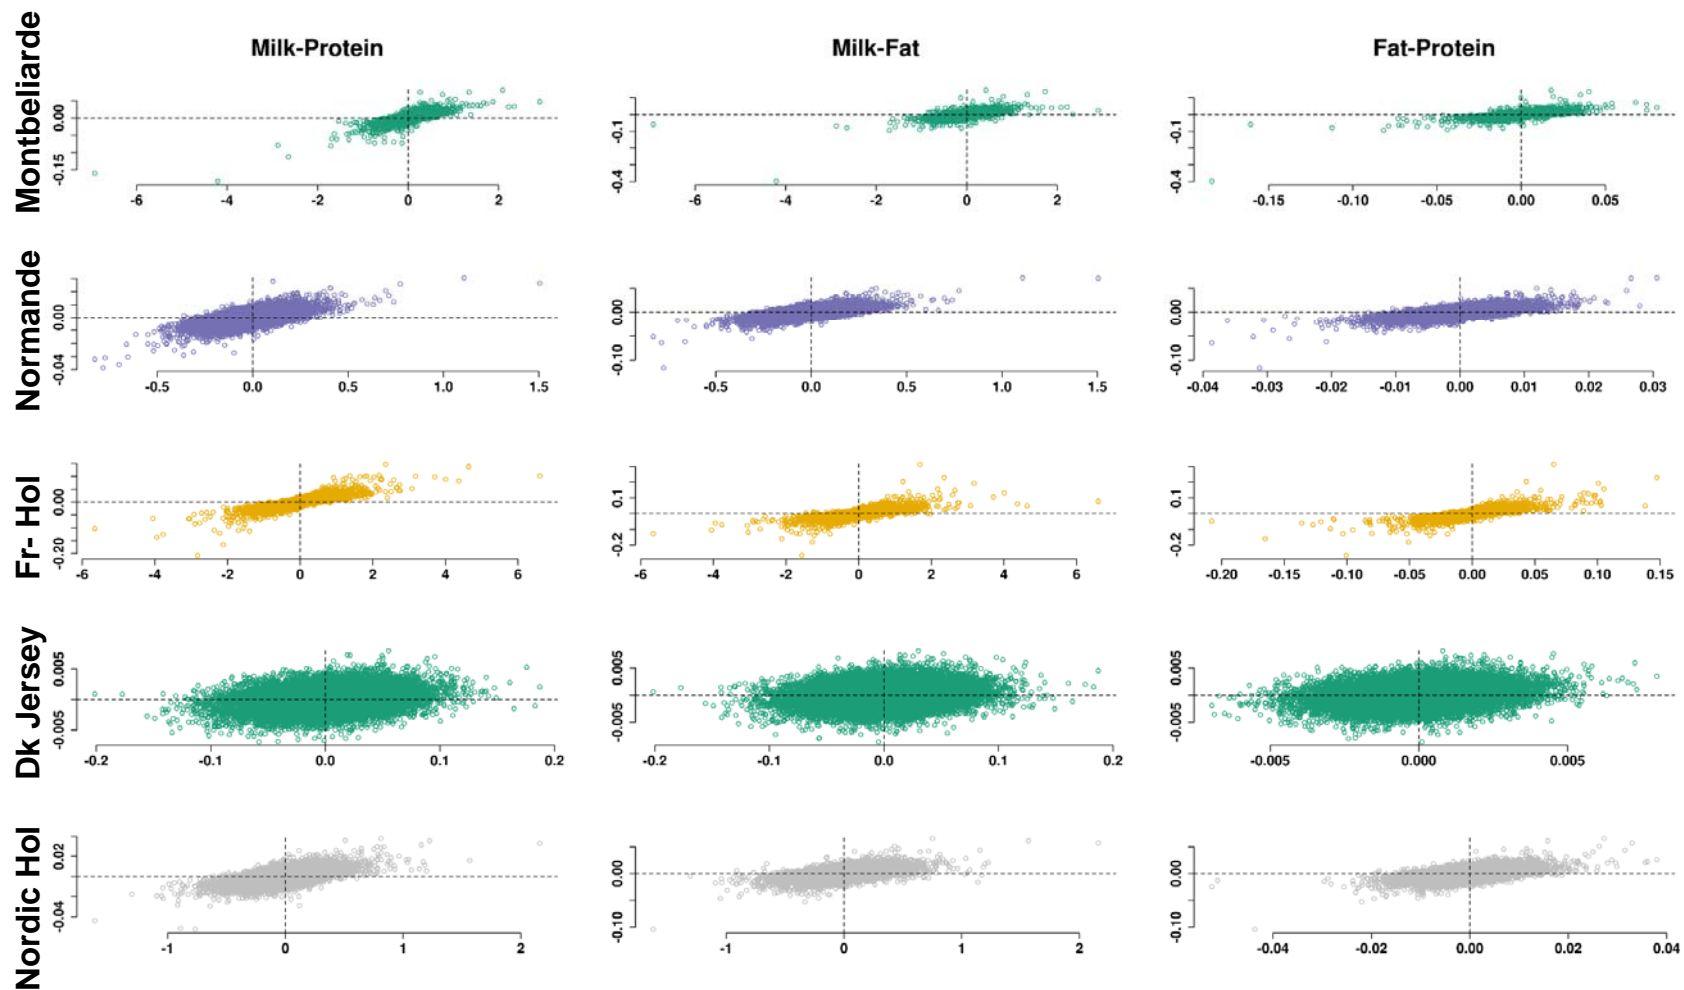 Milk-Protein Milk-Fat Fat-Protein
Montbeliarde
0.00
-0.15
-6 -4 -2 0 2
-0.1
-0.4
-6 -4 -2 0 2
-0.1
-0.4
-0.15 -0.10 -0.05 0.00 0.05
Normande
0.00
-0.04
-0.5 0.0 0.5 1.0 1.5
0.00
-0.10
-0.5 0.0 0.5 1.0 1.5
0.00
-0.10
-0.04 -0.03 -0.02 -0.01 0.00 0.01 0.02 0.03
Fr- Hol
0.00
-0.20
-6 -4 -2 0 2 4 6
0.1
-0.2
-6 -4 -2 0 2 4 6
0.1
-0.2
-0.20 -0.15 -0.10 -0.05 0.00 0.05 0.10 0.15
Dk Jersey
0.005
-0.005
-0.2 -0.1 0.0 0.1 0.2
0.005
-0.005
-0.2 -0.1 0.0 0.1 0.2
0.005
-0.005
-0.005 0.000 0.005
Nordic Hol
0.02
-0.04
-1 0 1 2
0.00
-0.10
-1 0 1 2
0.00
-0.10
-0.04 -0.02 0.00 0.02 0.04